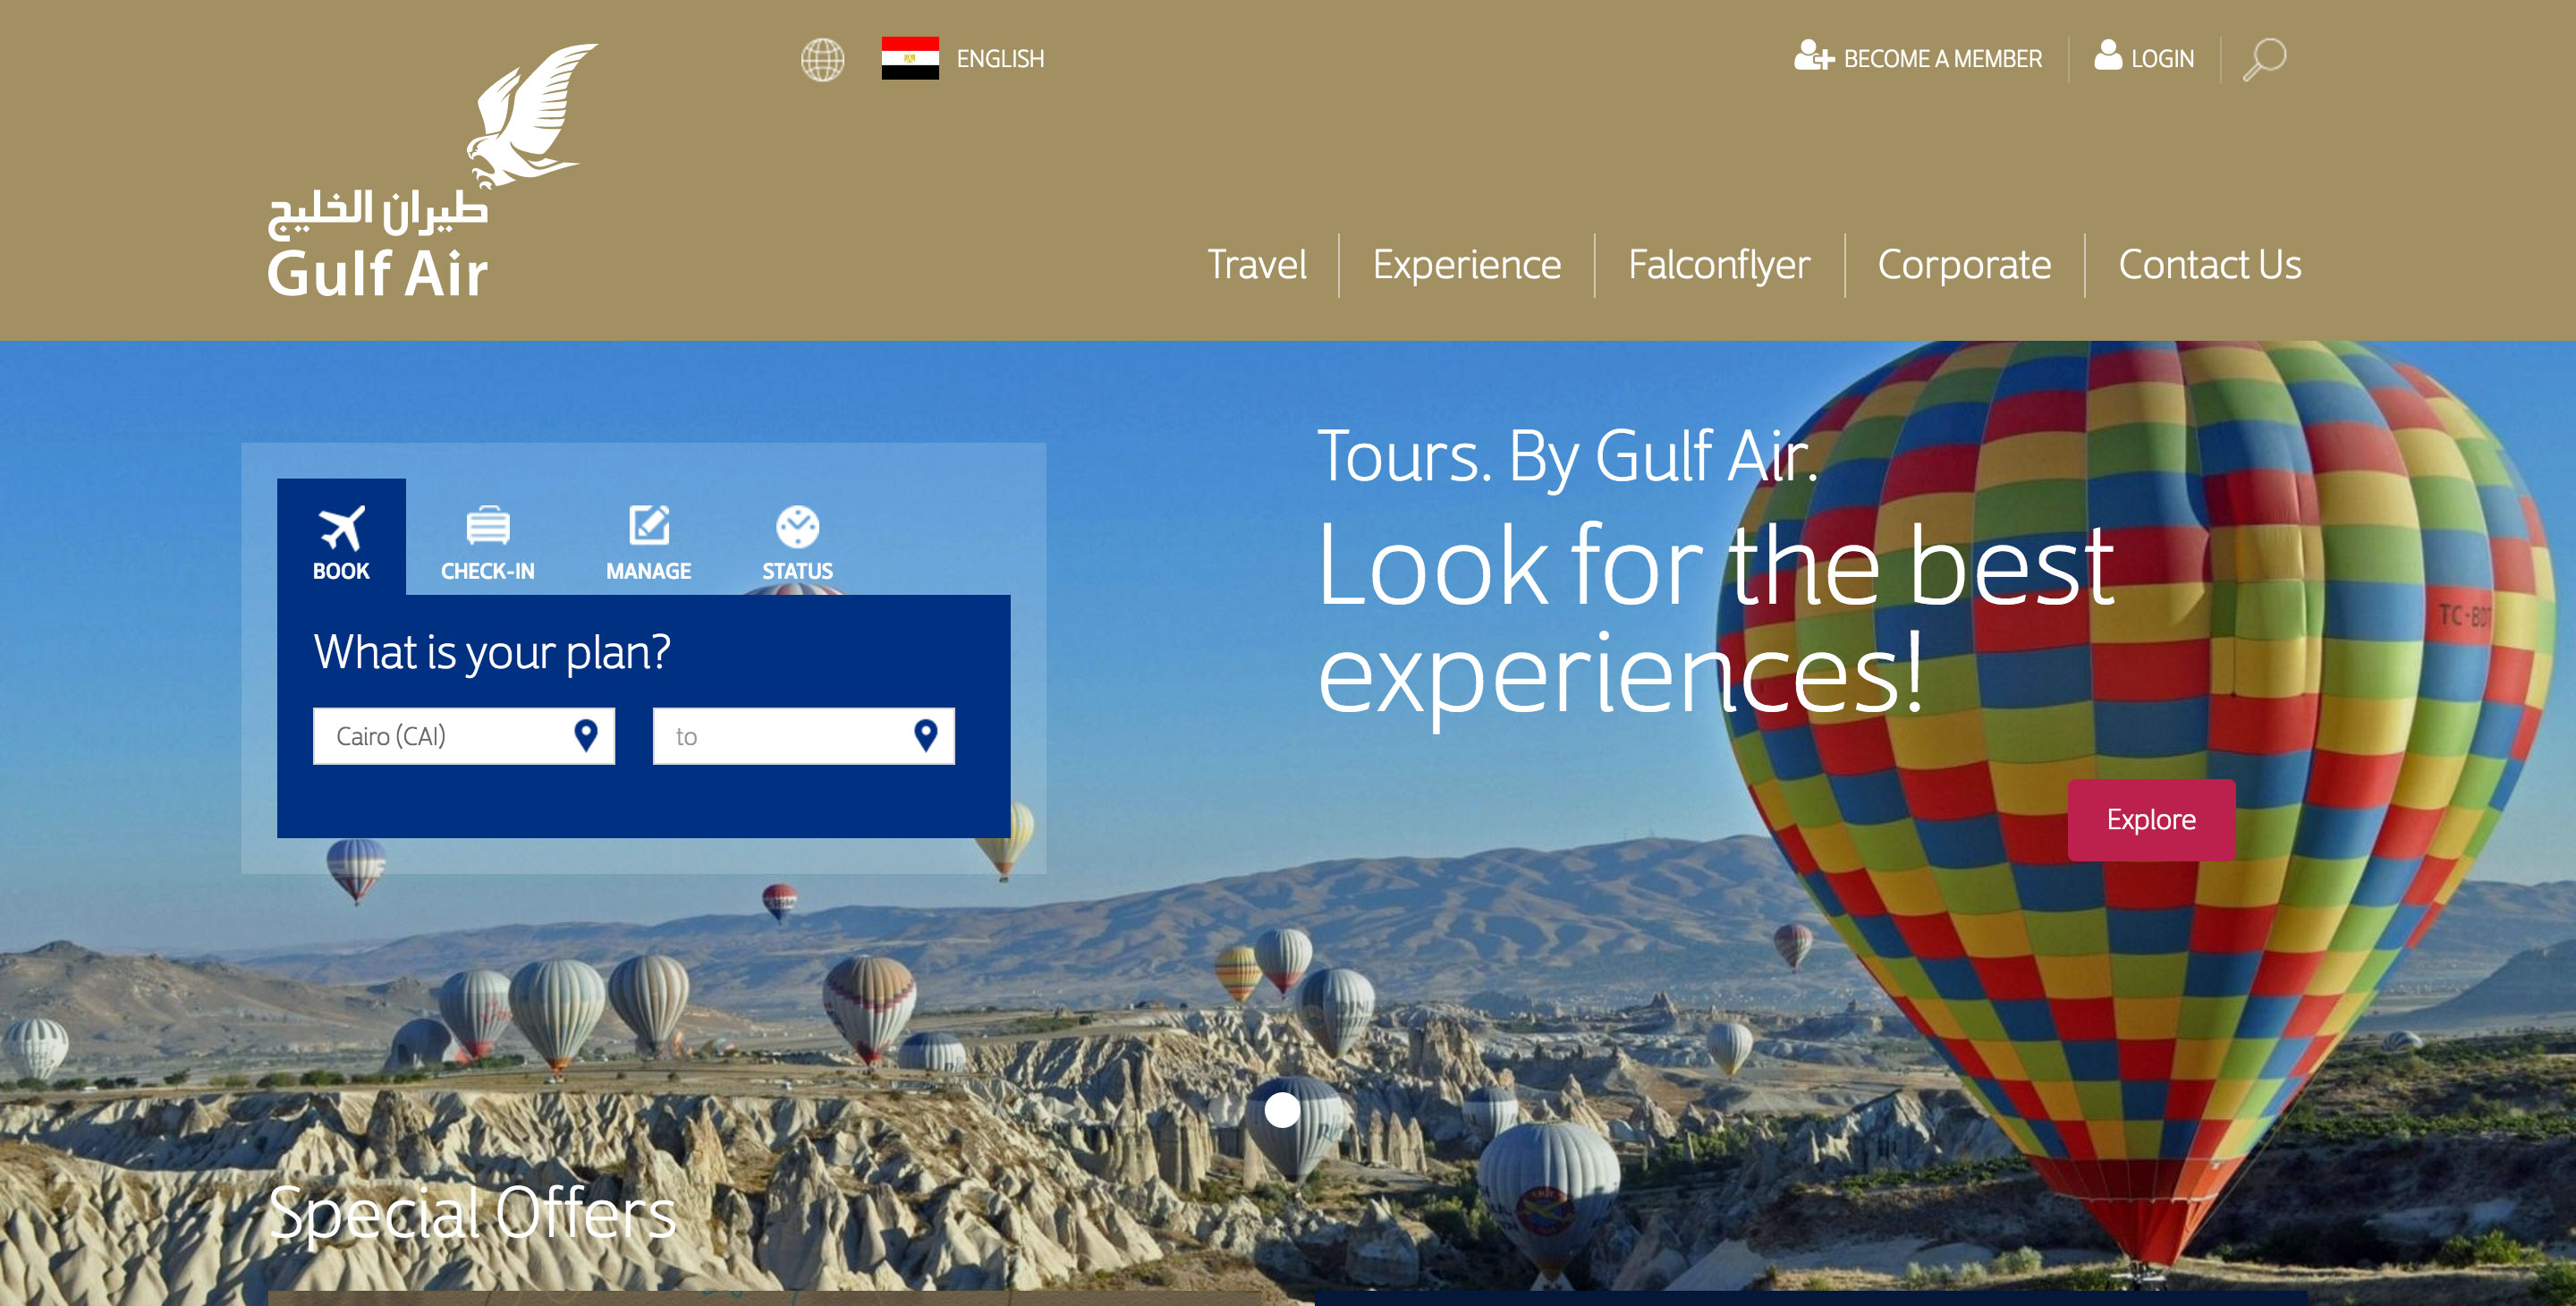 ENGLISH
BECOME A MEMBER
LOGIN
طيران الخليج
Gulf Air
Travel
Experience
Falconflyer
Corporate
Contact Us
BOOK
CHECK-IN
MANAGE
STATUS
What is your plan?
Cairo (CAI)
to
Tours. By Gulf Air.
Look for the best
experiences!
Explore
Special Offers